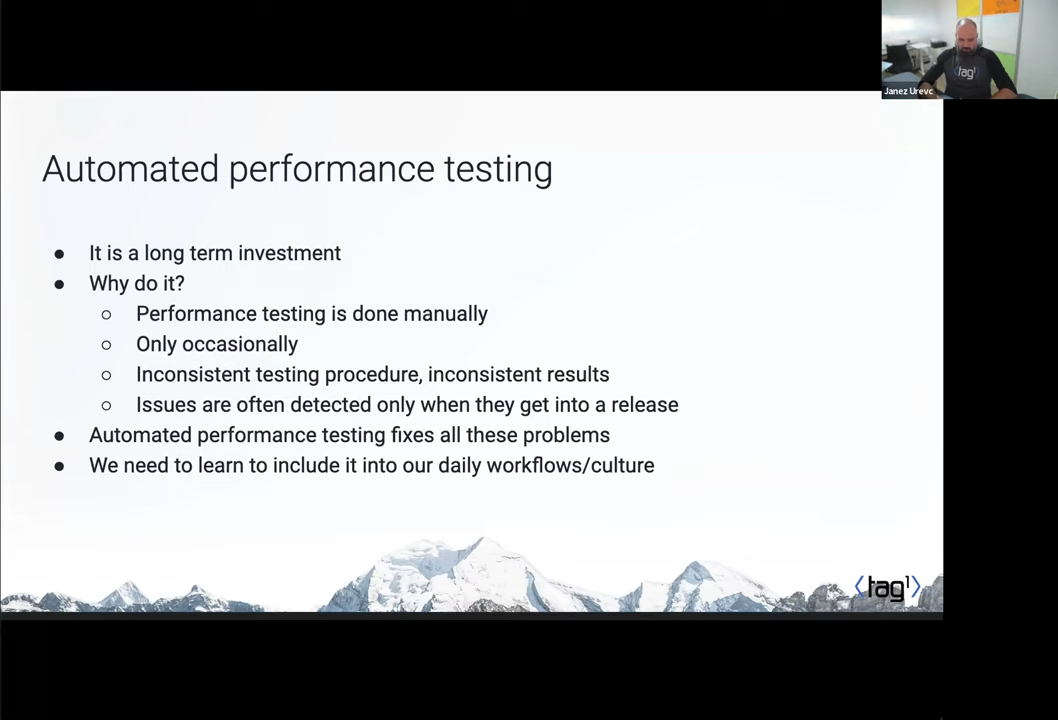 tag1
Janez Urevc
Automated performance testing
● It is a long term investment
● Why do it?
○ Performance testing is done manually
○ Only occasionally
○ Inconsistent testing procedure, inconsistent results
○ Issues are often detected only when they get into a release
● Automated performance testing fixes all these problems
● We need to learn to include it into our daily workflows/culture
⟨tag1⟩